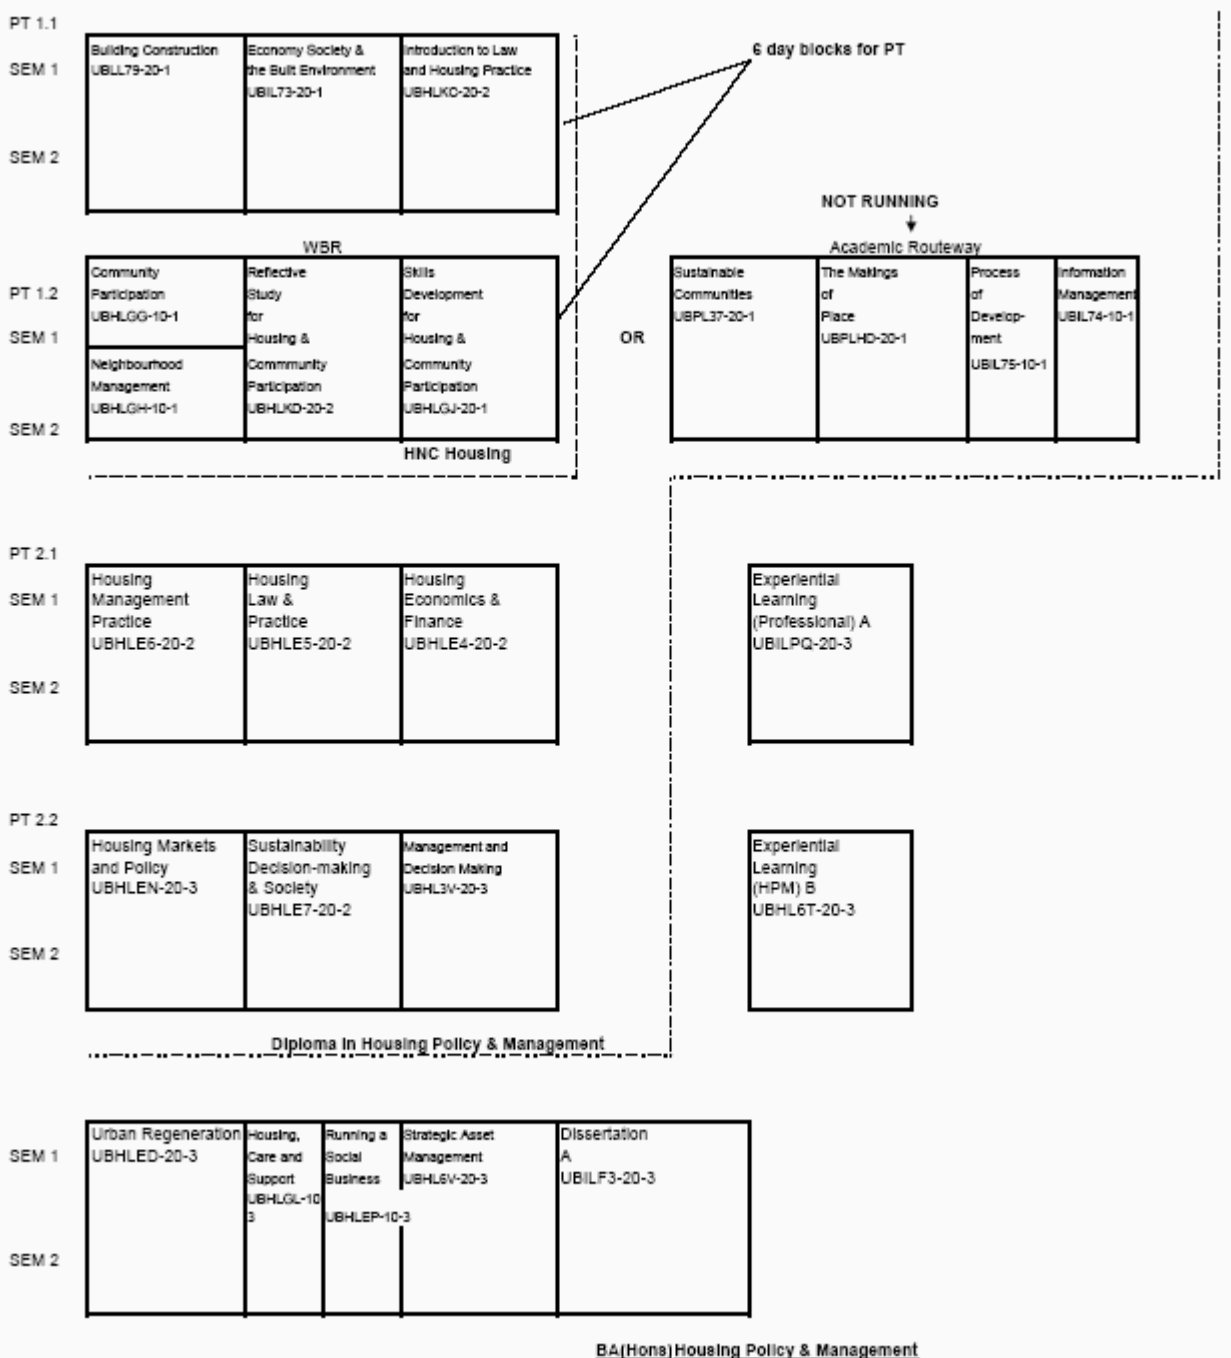 PT 1.1
SEM 1
SEM 2
Building Construction
UBLL79-20-1
Economy Society &
the Built Environment
UBIL73-20-1
Introduction to Law
and Housing Practice
UBHLKC-20-2
6 day blocks for PT
NOT RUNNING
WBR
Academic Routeway
PT 1.2
SEM 1
SEM 2
Community
Participation
UBHLGG-10-1
Neighbourhood
Management
UBHLGH-10-1
Reflective
Study
for
Housing &
Commmunity
Participation
UBHLKD-20-2
Skills
Development
for
Housing &
Community
Participation
UBHLGJ-20-1
OR
Sustainable
Communities
UBPL37-20-1
The Makings
of
Place
UBPLHD-20-1
Process
of
Develop-
ment
UBIL75-10-1
Information
Management
UBIL74-10-1
HNC Housing
PT 2.1
SEM 1
SEM 2
Housing
Management
Practice
UBHLE6-20-2
Housing
Law &
Practice
UBHLE5-20-2
Housing
Economics &
Finance
UBHLE4-20-2
Experiential
Learning
(Professional) A
UBILPQ-20-3
PT 2.2
SEM 1
SEM 2
Housing Markets
and Policy
UBHLEN-20-3
Sustainability
Decision-making
& Society
UBHLE7-20-2
Management and
Decision Making
UBHL3V-20-3
Experiential
Learning
(HPM) B
UBHL6T-20-3
Diploma in Housing Policy & Management
SEM 1
SEM 2
Urban Regeneration
UBHLED-20-3
Housing,
Care and
Support
UBHLGL-10
3
Running a
Social
Business
UBHLEP-10-3
Strategic Asset
Management
UBHL6V-20-3
Dissertation
A
UBILF3-20-3
BA(Hons)Housing Policy & Management